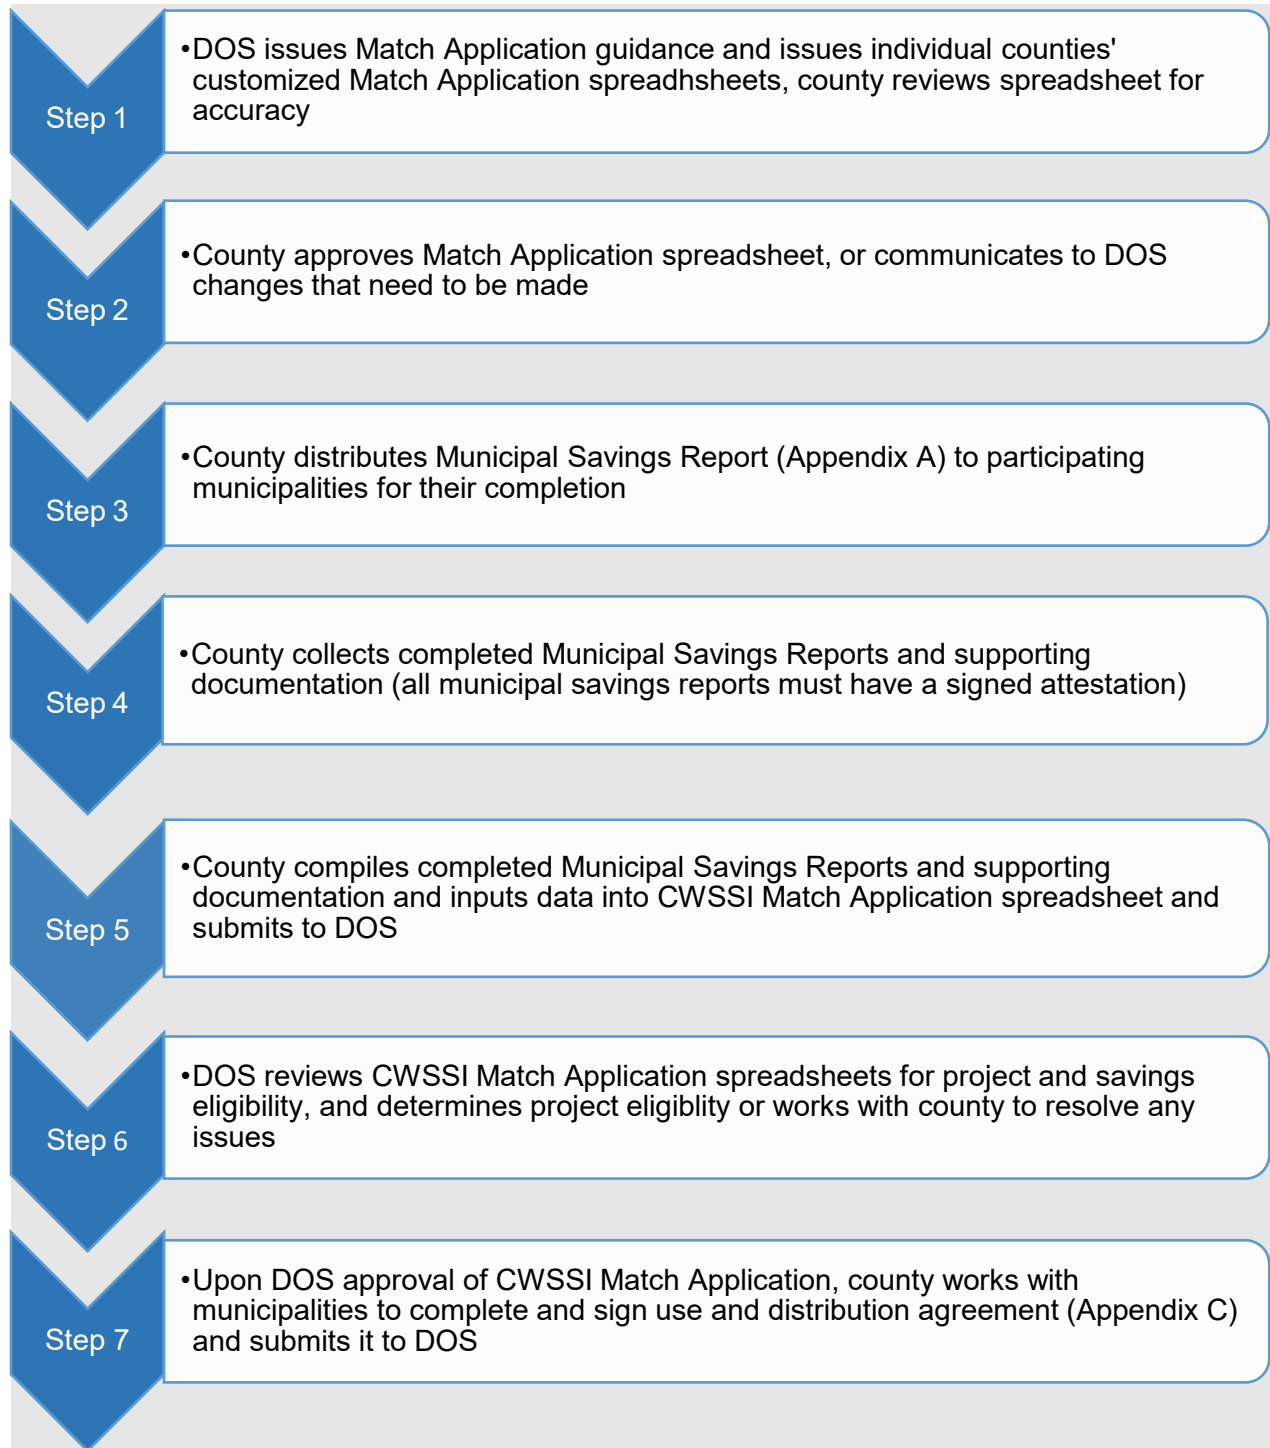 Step 1
•DOS issues Match Application guidance and issues individual counties'
customized Match Application spreadhsheets, county reviews spreadsheet for
accuracy
Step 2
•County approves Match Application spreadsheet, or communicates to DOS
changes that need to be made
Step 3
•County distributes Municipal Savings Report (Appendix A) to participating
municipalities for their completion
Step 4
•County collects completed Municipal Savings Reports and supporting
documentation (all municipal savings reports must have a signed attestation)
Step 5
•County compiles completed Municipal Savings Reports and supporting
documentation and inputs data into CWSSI Match Application spreadsheet and
submits to DOS
Step 6
•DOS reviews CWSSI Match Application spreadsheets for project and savings
eligibility, and determines project eligiblity or works with county to resolve any
issues
Step 7
•Upon DOS approval of CWSSI Match Application, county works with
municipalities to complete and sign use and distribution agreement (Appendix C)
and submits it to DOS